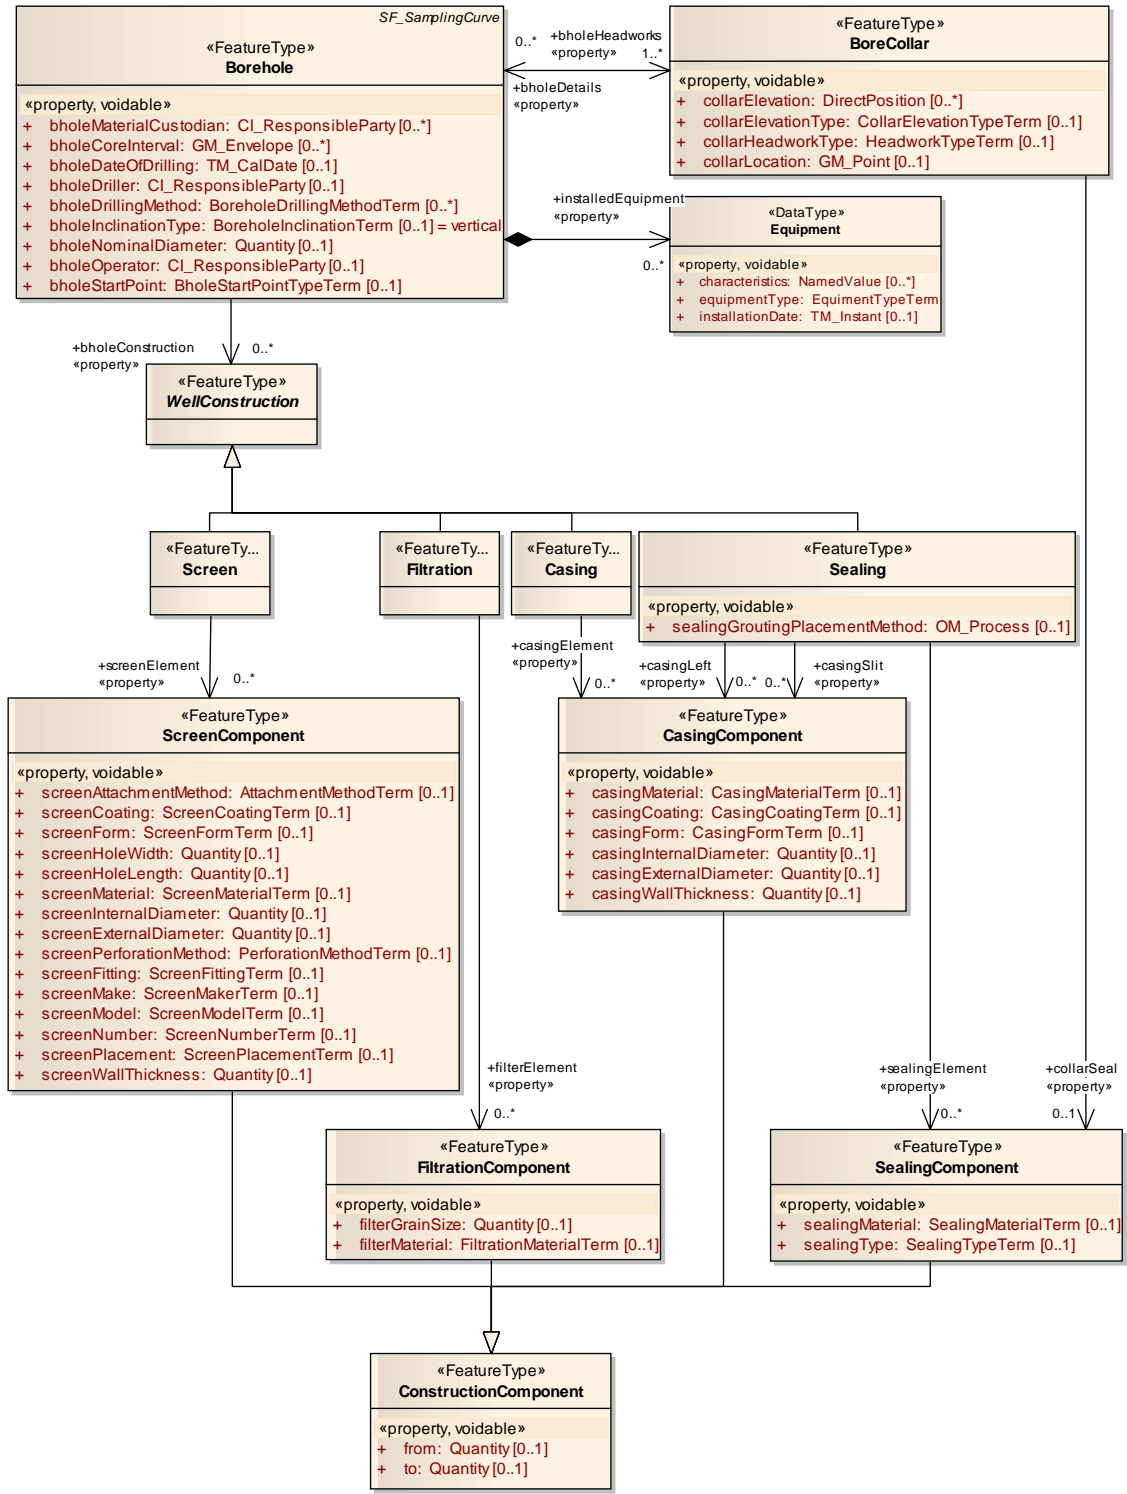 SF_SamplingCurve
«FeatureType»
Borehole
«property, voidable»
+ bholeMaterialCustodian: CI_ResponsibleParty [0..*]
+ bholeCoreInterval: GM_Envelope [0..*]
+ bholeDateOfDrilling: TM_CalDate [0..1]
+ bholeDriller: CI_ResponsibleParty [0..1]
+ bholeDrillingMethod: BoreholeDrillingMethodTerm [0..*]
+ bholeInclinationType: BoreholeInclinationTerm [0..1] = vertical
+ bholeNominalDiameter: Quantity [0..1]
+ bholeOperator: CI_ResponsibleParty [0..1]
+ bholeStartPoint: BholeStartPointTypeTerm [0..1]
0..*
+bholeHeadworks
«property»
1..*
+bholeDetails
«property»
«FeatureType»
BoreCollar
«property, voidable»
+ collarElevation: DirectPosition [0..*]
+ collarElevationType: CollarElevationTypeTerm [0..1]
+ collarHeadworkType: HeadworkTypeTerm [0..1]
+ collarLocation: GM_Point [0..1]
+installedEquipment
«property»
0..*
«DataType»
Equipment
«property, voidable»
+ characteristics: NamedValue [0..*]
+ equipmentType: EquimentTypeTerm
+ installationDate: TM_Instant [0..1]
+bholeConstruction
«property»
0..*
«FeatureType»
WellConstruction
«FeatureTy...
Screen
«FeatureTy...
Filtration
«FeatureTy...
Casing
«FeatureType»
Sealing
«property, voidable»
+ sealingGroutingPlacementMethod: OM_Process [0..1]
+screenElement
«property»
0..*
+casingElement
«property»
0..*
+casingLeft
«property»
0..*
0..*
+casingSlit
«property»
«FeatureType»
ScreenComponent
«property, voidable»
+ screenAttachmentMethod: AttachmentMethodTerm [0..1]
+ screenCoating: ScreenCoatingTerm [0..1]
+ screenForm: ScreenFormTerm [0..1]
+ screenHoleWidth: Quantity [0..1]
+ screenHoleLength: Quantity [0..1]
+ screenMaterial: ScreenMaterialTerm [0..1]
+ screenInternalDiameter: Quantity [0..1]
+ screenExternalDiameter: Quantity [0..1]
+ screenPerforationMethod: PerforationMethodTerm [0..1]
+ screenFitting: ScreenFittingTerm [0..1]
+ screenMake: ScreenMakerTerm [0..1]
+ screenModel: ScreenModelTerm [0..1]
+ screenNumber: ScreenNumberTerm [0..1]
+ screenPlacement: ScreenPlacementTerm [0..1]
+ screenWallThickness: Quantity [0..1]
«FeatureType»
CasingComponent
«property, voidable»
+ casingMaterial: CasingMaterialTerm [0..1]
+ casingCoating: CasingCoatingTerm [0..1]
+ casingForm: CasingFormTerm [0..1]
+ casingInternalDiameter: Quantity [0..1]
+ casingExternalDiameter: Quantity [0..1]
+ casingWallThickness: Quantity [0..1]
+filterElement
«property»
0..*
+sealingElement
«property»
0..*
+collarSeal
«property»
0..1
«FeatureType»
FiltrationComponent
«property, voidable»
+ filterGrainSize: Quantity [0..1]
+ filterMaterial: FiltrationMaterialTerm [0..1]
«FeatureType»
SealingComponent
«property, voidable»
+ sealingMaterial: SealingMaterialTerm [0..1]
+ sealingType: SealingTypeTerm [0..1]
«FeatureType»
ConstructionComponent
«property, voidable»
+ from: Quantity [0..1]
+ to: Quantity [0..1]